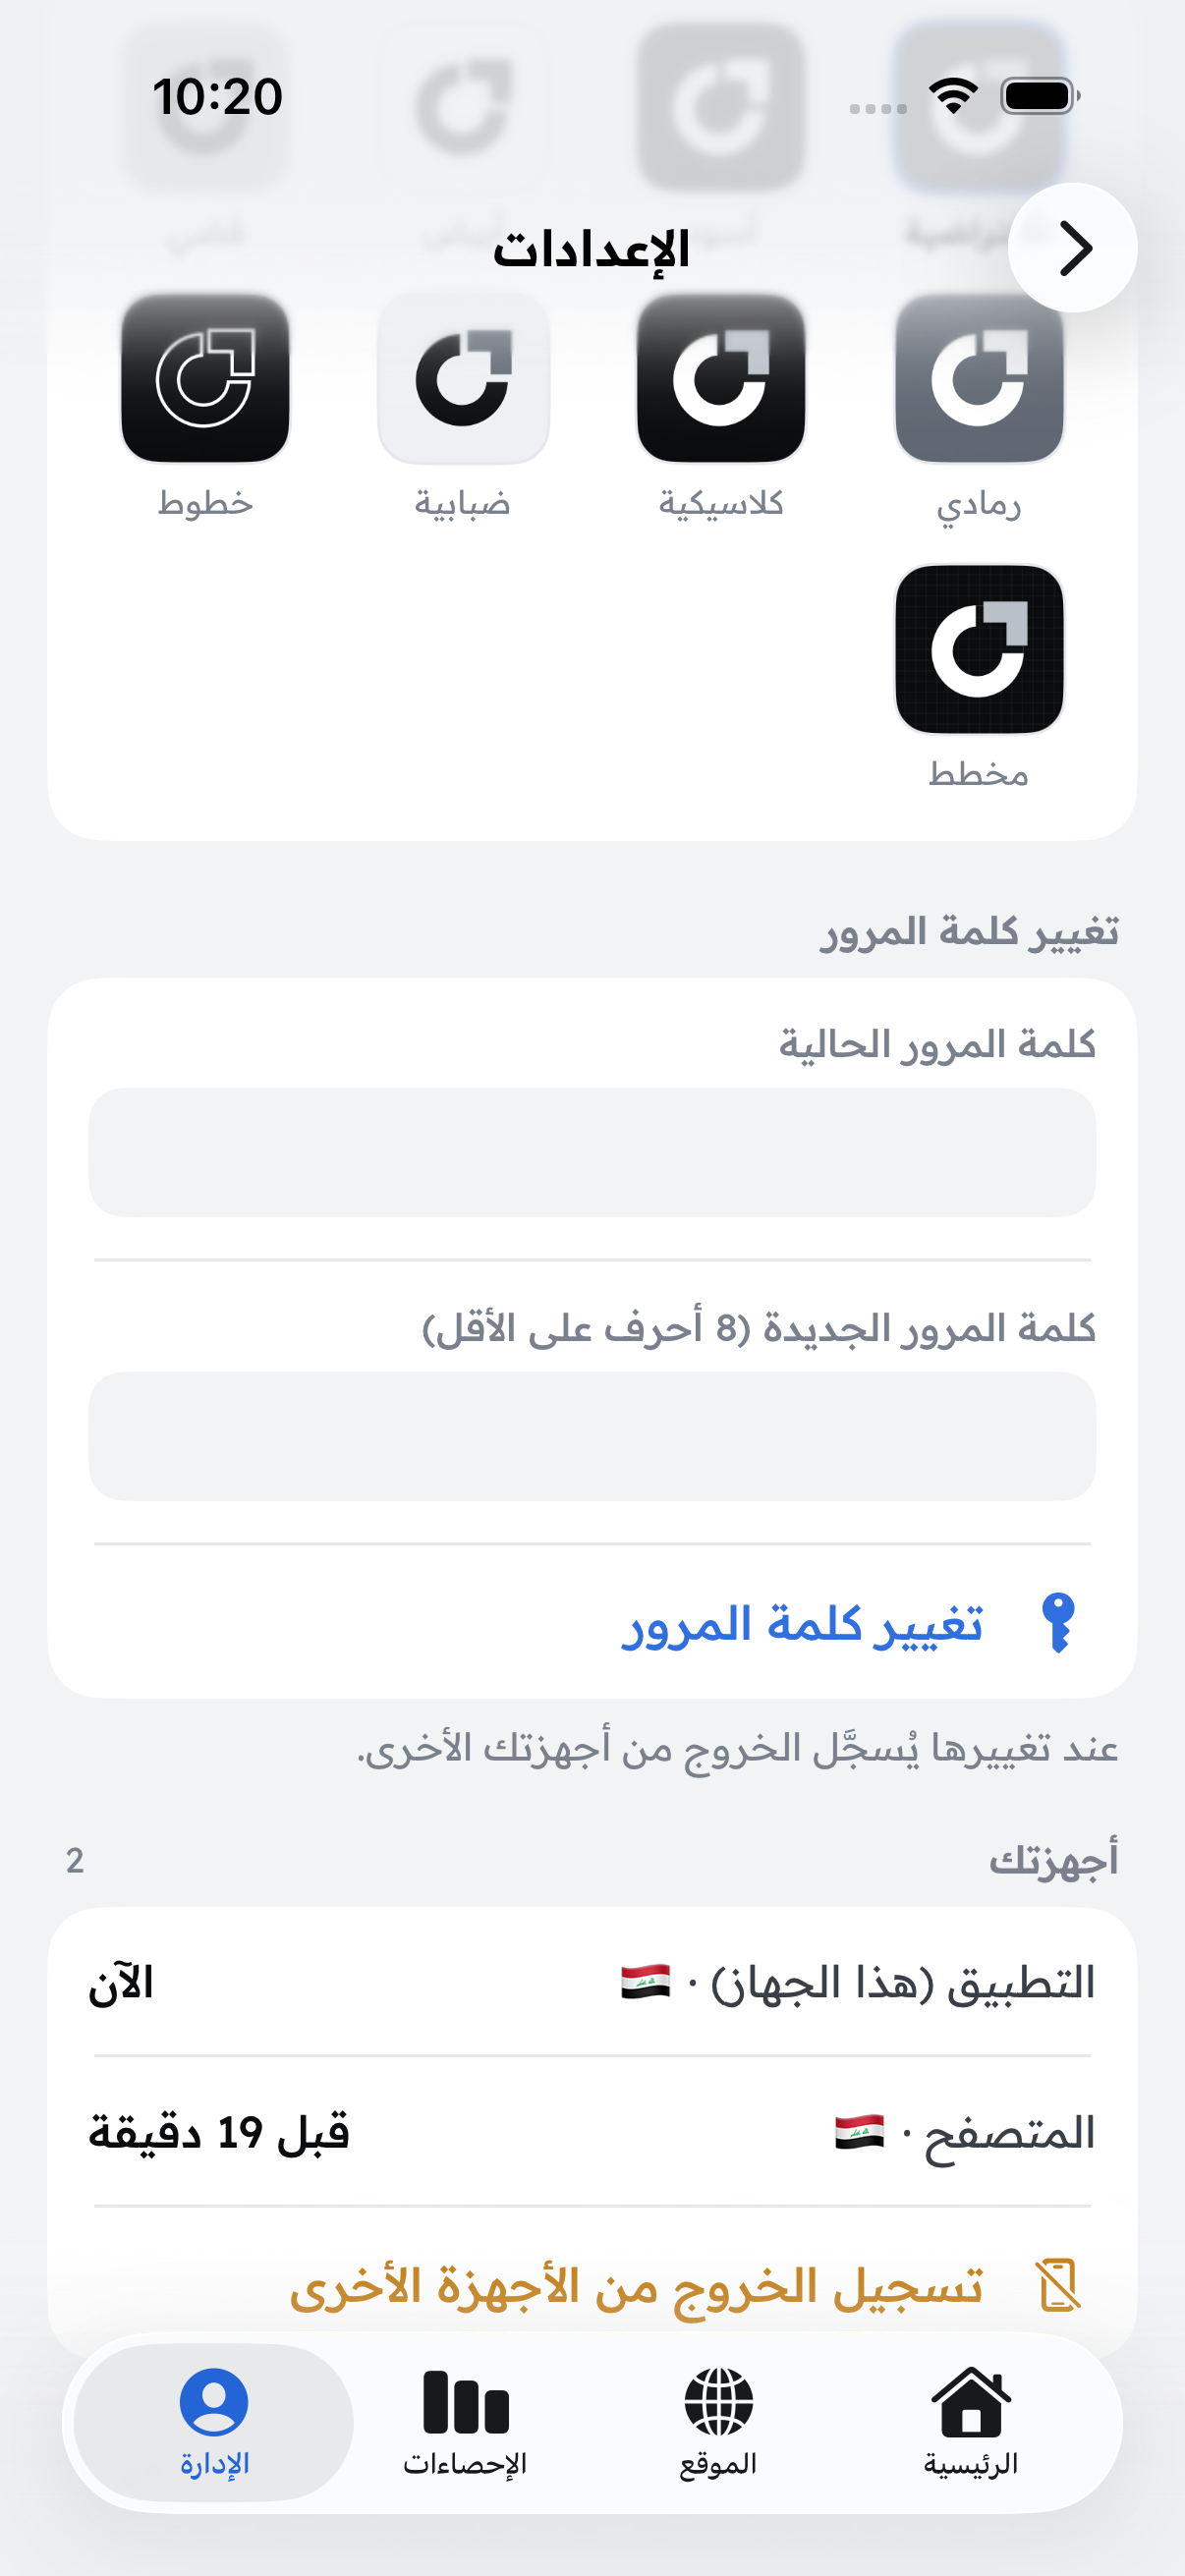 10:20
الإعدادات
رمادي
كلاسيكية
ضبابية
خطوط
مخطط
تغيير كلمة المرور
كلمة المرور الحالية
كلمة المرور الجديدة (8 أحرف على الأقل)
تغيير كلمة المرور
عند تغييرها يُسجَّل الخروج من أجهزتك الأخرى.
أجهزتك 2
التطبيق (هذا الجهاز) · الآن
المتصفح · قبل 19 دقيقة
تسجيل الخروج من الأجهزة الأخرى
الرئيسية
الموقع
الإحصاءات
الإدارة